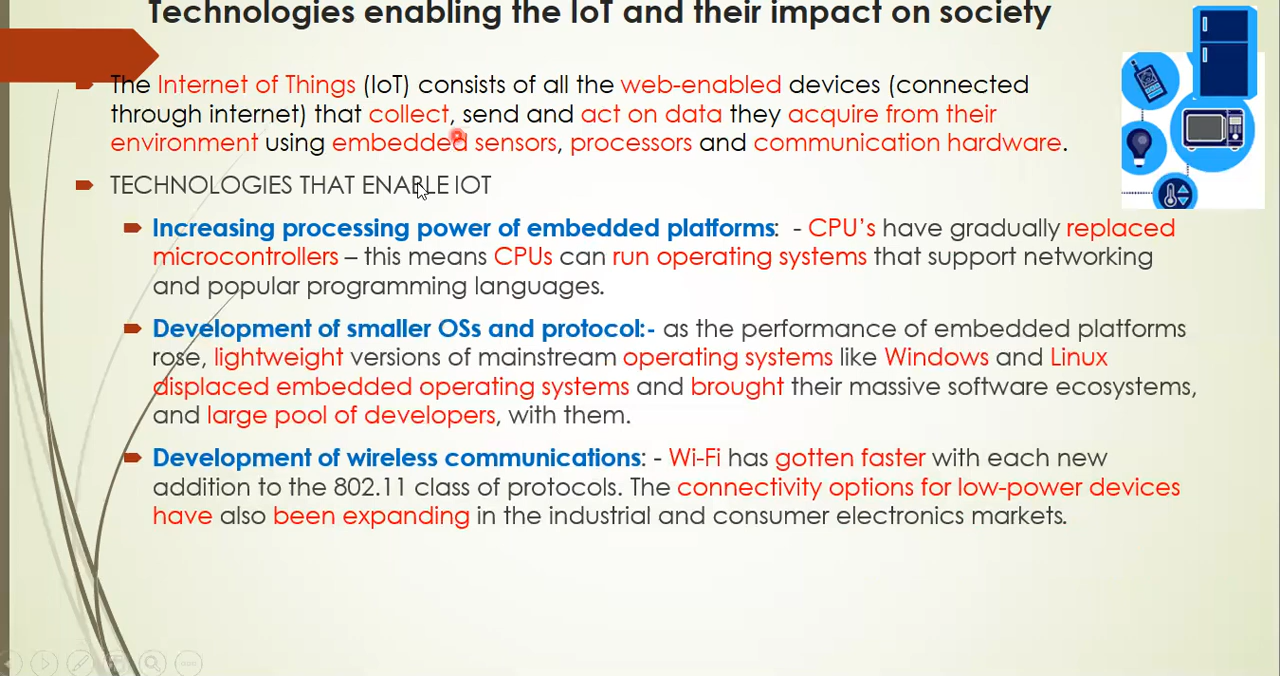 Technologies enabling the IoT and their impact on society
The Internet of Things (IoT) consists of all the web-enabled devices (connected
through internet) that collect, send and act on data they acquire from their
environment using embedded sensors, processors and communication hardware.
TECHNOLOGIES THAT ENABLE IOT
Increasing processing power of embedded platforms: - CPU’s have gradually replaced
microcontrollers – this means CPUs can run operating systems that support networking
and popular programming languages.
Development of smaller OSs and protocol:- as the performance of embedded platforms
rose, lightweight versions of mainstream operating systems like Windows and Linux
displaced embedded operating systems and brought their massive software ecosystems,
and large pool of developers, with them.
Development of wireless communications: - Wi-Fi has gotten faster with each new
addition to the 802.11 class of protocols. The connectivity options for low-power devices
have also been expanding in the industrial and consumer electronics markets.